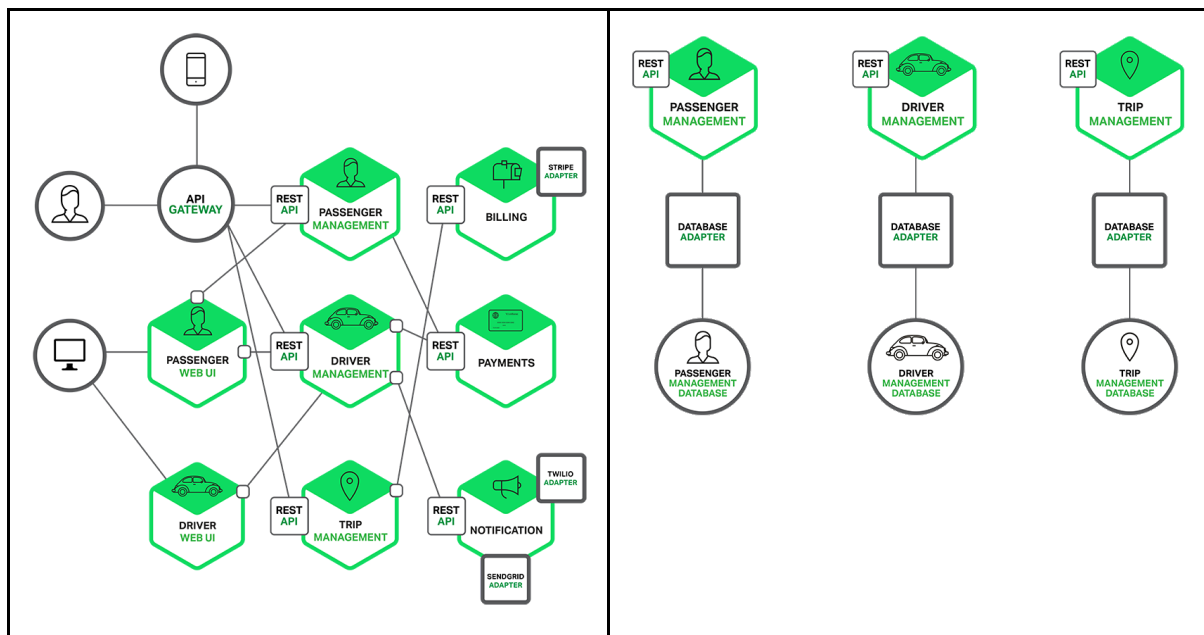 API
GATEWAY
REST
API
PASSENGER
MANAGEMENT
REST
API
BILLING
STRIPE
ADAPTER
PASSENGER
WEB UI
REST
API
DRIVER
MANAGEMENT
REST
API
PAYMENTS
DRIVER
WEB UI
REST
API
TRIP
MANAGEMENT
REST
API
NOTIFICATION
TWILIO
ADAPTER
SENDGRID
ADAPTER
REST
API
PASSENGER
MANAGEMENT
REST
API
DRIVER
MANAGEMENT
REST
API
TRIP
MANAGEMENT
DATABASE
ADAPTER
DATABASE
ADAPTER
DATABASE
ADAPTER
PASSENGER
MANAGEMENT
DATABASE
DRIVER
MANAGEMENT
DATABASE
TRIP
MANAGEMENT
DATABASE